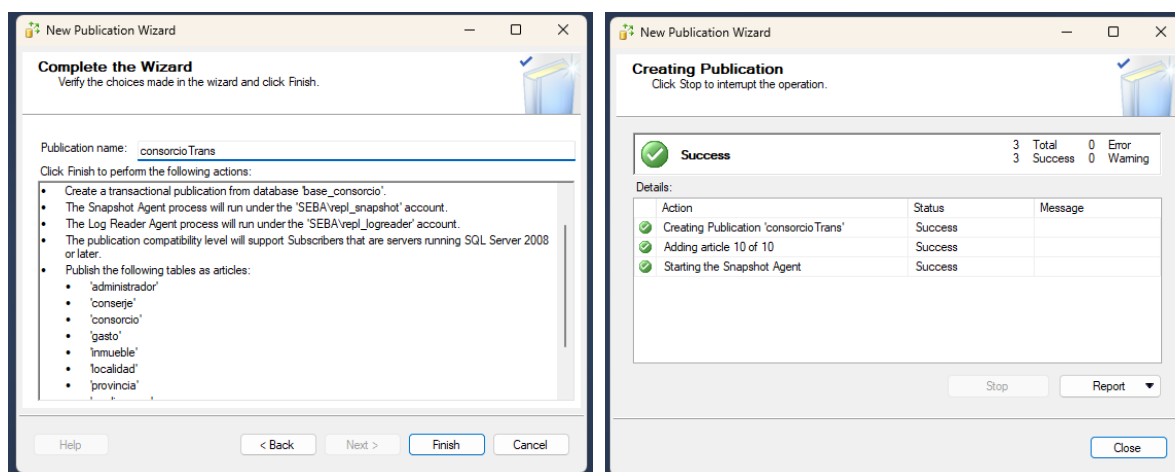 New Publication Wizard
Complete the Wizard
Verify the choices made in the wizard and click Finish.
Publication name: consorcioTrans
Click Finish to perform the following actions:
• Create a transactional publication from database 'base_consorcio'.
• The Snapshot Agent process will run under the 'SEBA\repl_snapshot' account.
• The Log Reader Agent process will run under the 'SEBA\repl_logreader' account.
• The publication compatibility level will support Subscribers that are servers running SQL Server 2008
or later.
• Publish the following tables as articles:
• 'administrador'
• 'conserje'
• 'consorcio'
• 'gasto'
• 'inmueble'
• 'localidad'
• 'provincia'
Help
< Back
Next >
Finish
Cancel
New Publication Wizard
Creating Publication
Click Stop to interrupt the operation.
Success
3 Total 0 Error
3 Success 0 Warning
Details:
Action Status Message
Creating Publication 'consorcioTrans' Success
Adding article 10 of 10 Success
Starting the Snapshot Agent Success
Stop
Report
Close